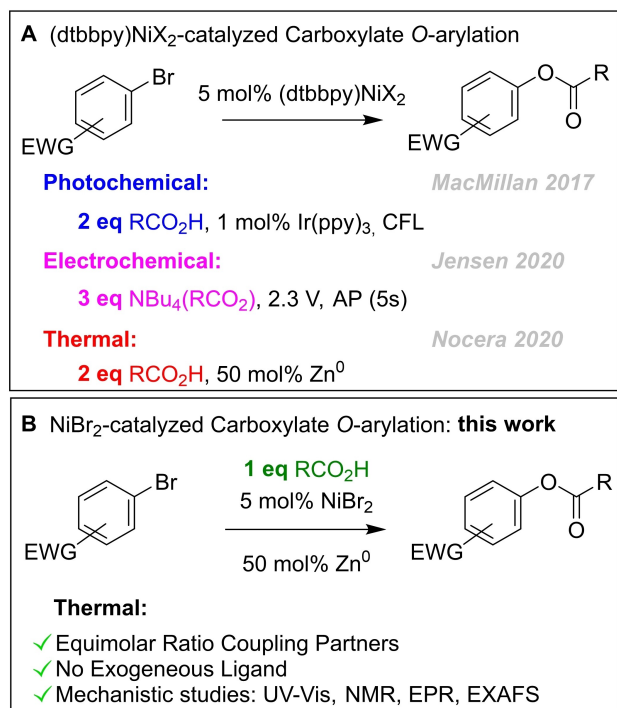 A (dtbbpy)NiX₂-catalyzed Carboxylate O-arylation
Br
EWG
5 mol% (dtbbpy)NiX₂
O
R
O
EWG
Photochemical:
MacMillan 2017
2 eq RCO₂H, 1 mol% Ir(ppy)₃, CFL
Electrochemical:
Jensen 2020
3 eq NBu₄(RCO₂), 2.3 V, AP (5s)
Thermal:
Nocera 2020
2 eq RCO₂H, 50 mol% Zn⁰
B NiBr₂-catalyzed Carboxylate O-arylation: this work
Br
EWG
1 eq RCO₂H
5 mol% NiBr₂
50 mol% Zn⁰
O
R
O
EWG
Thermal:
✓ Equimolar Ratio Coupling Partners
✓ No Exogeneous Ligand
✓ Mechanistic studies: UV-Vis, NMR, EPR, EXAFS